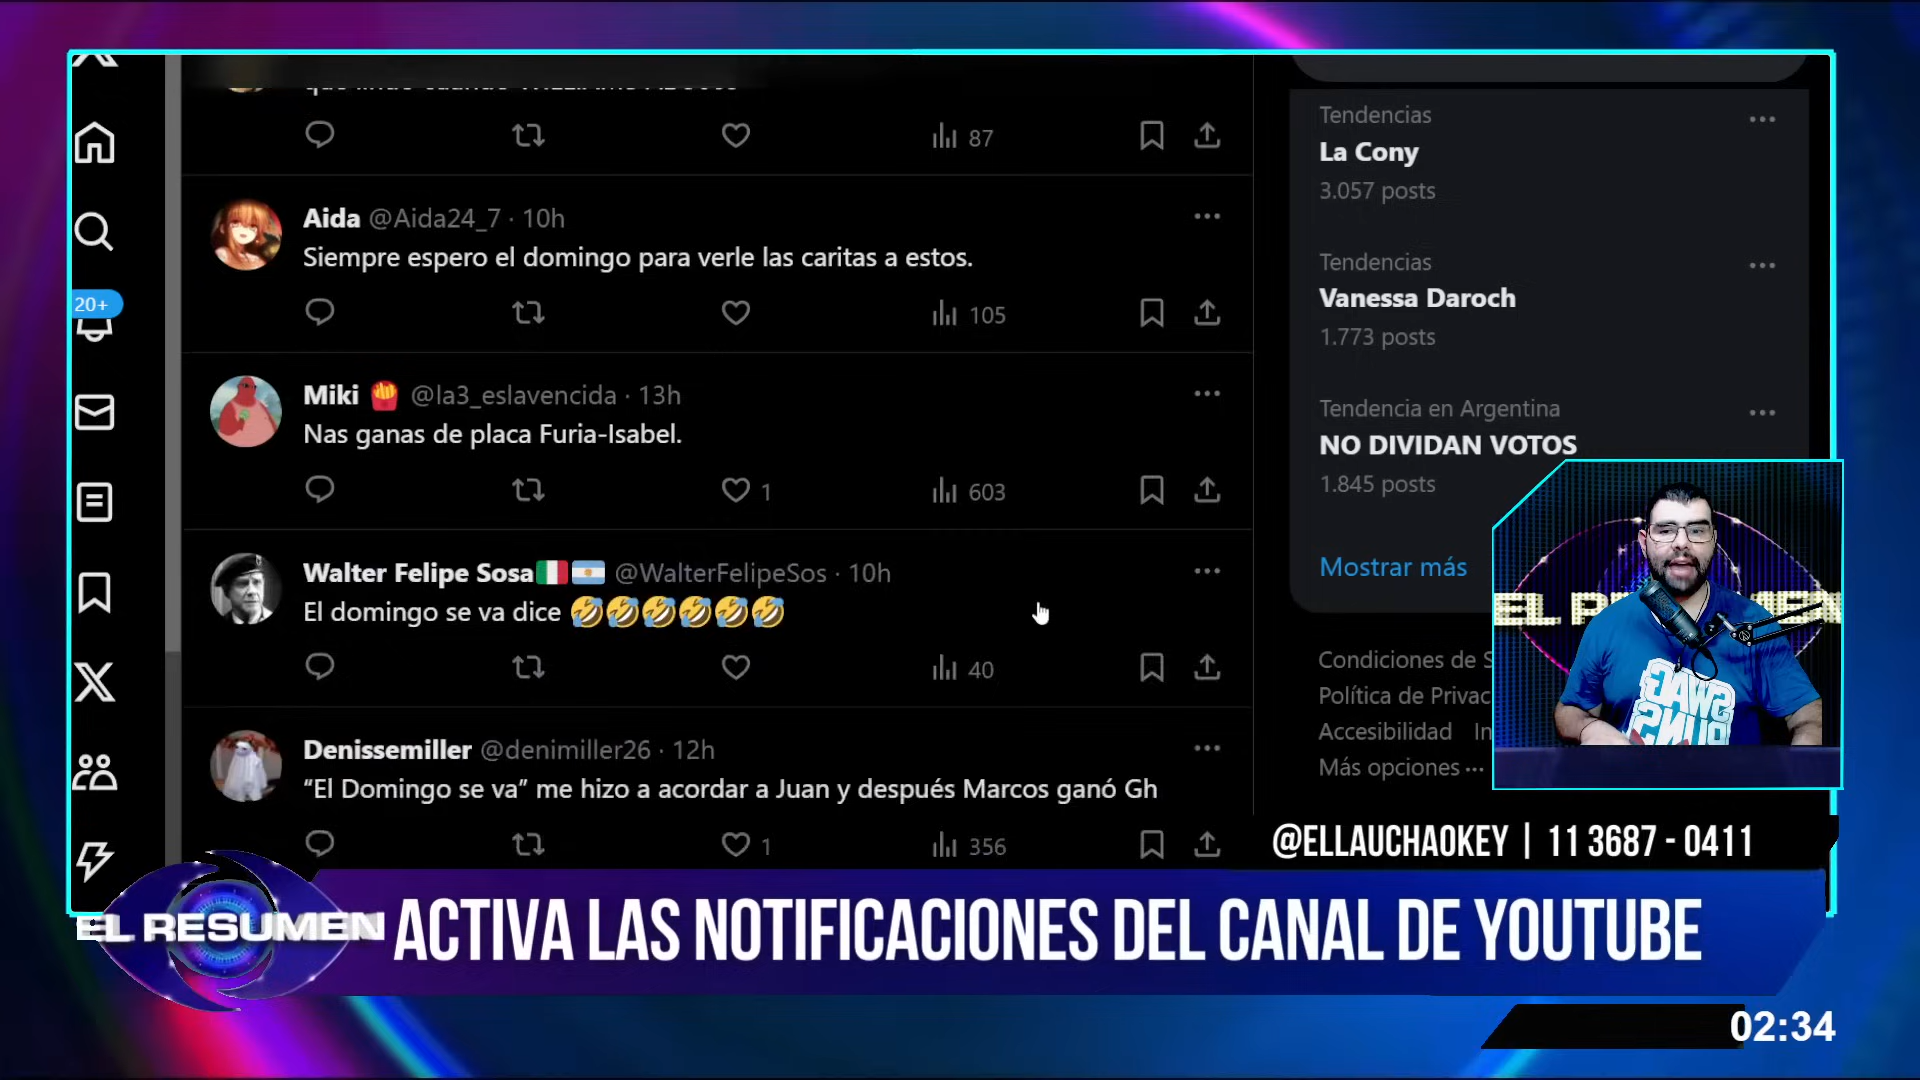 87
Aida @Aida24_7 · 10h
Siempre espero el domingo para verle las caritas a estos.
105
Miki 🍟 @la3_eslavencida · 13h
Nas ganas de placa Furia-Isabel.
1 603
Walter Felipe Sosa🇮🇹🇦🇷 @WalterFelipeSos · 10h
El domingo se va dice 🤣🤣🤣🤣🤣🤣
40
Denissemiller @denimiller26 · 12h
“El Domingo se va” me hizo a acordar a Juan y después Marcos ganó Gh
1 356
20+
Tendencias
La Cony
3.057 posts
Tendencias
Vanessa Daroch
1.773 posts
Tendencia en Argentina
NO DIVIDAN VOTOS
1.845 posts
Mostrar más
Condiciones de S
Política de Privac
Accesibilidad In
Más opciones ···
@ELLAUCHAOKEY | 11 3687 - 0411
EL RESUMEN
ACTIVA LAS NOTIFICACIONES DEL CANAL DE YOUTUBE
02:34